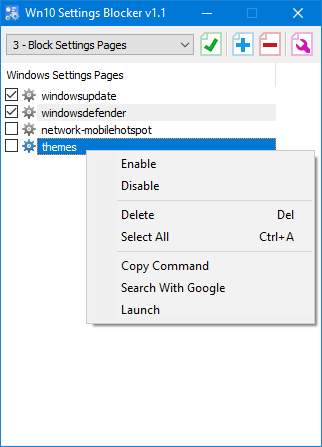 Wn10 Settings Blocker v1.1
3 - Block Settings Pages
Windows Settings Pages
windowsupdate
windowsdefender
network-mobilehotspot
themes
Enable
Disable
Delete Del
Select All Ctrl+A
Copy Command
Search With Google
Launch